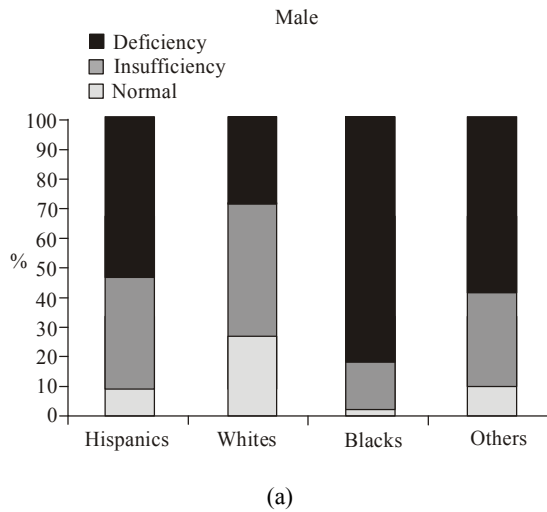 Male
Deficiency
Insufficiency
Normal
100
90
80
70
60
%
50
40
30
20
10
0
Hispanics Whites Blacks Others
(a)